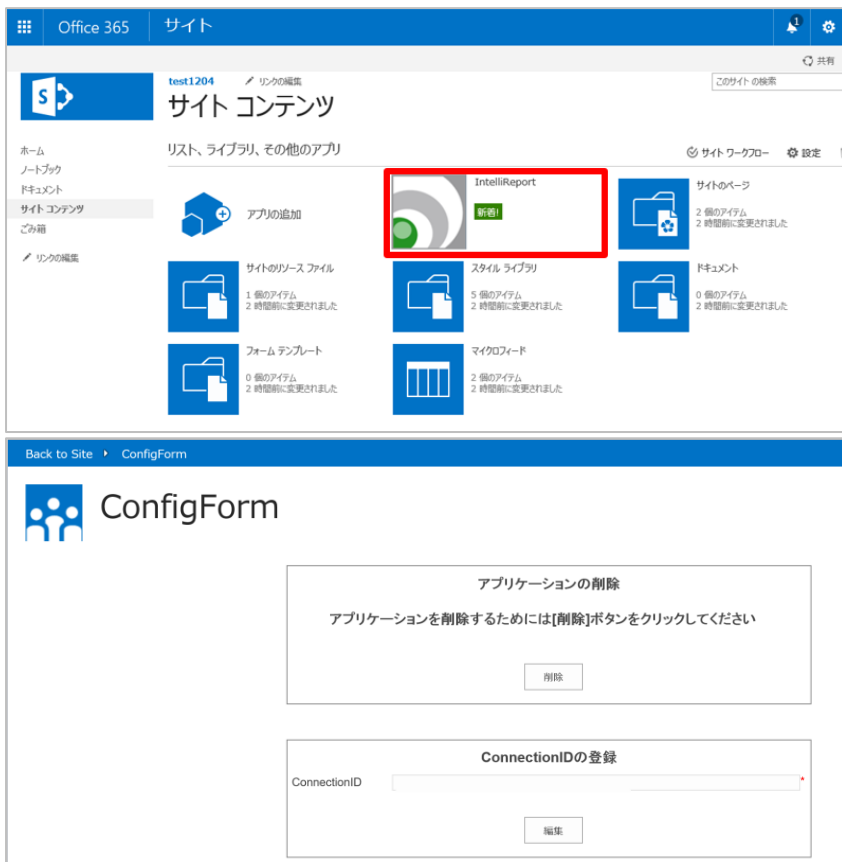 Office 365
サイト
1
共有
test1204
リンクの編集
このサイト の検索
サイト コンテンツ
ホーム
ノートブック
ドキュメント
サイト コンテンツ
ごみ箱
リンクの編集
リスト、ライブラリ、その他のアプリ
サイト ワークフロー
設定
アプリの追加
IntelliReport
新着!
サイトのページ
2 個のアイテム
2 時間前に変更されました
サイトのリソース ファイル
1 個のアイテム
2 時間前に変更されました
スタイル ライブラリ
5 個のアイテム
2 時間前に変更されました
ドキュメント
0 個のアイテム
2 時間前に変更されました
フォーム テンプレート
0 個のアイテム
2 時間前に変更されました
マイクロフィード
2 個のアイテム
2 時間前に変更されました
Back to Site ConfigForm
ConfigForm
アプリケーションの削除
アプリケーションを削除するためには[削除]ボタンをクリックしてください
削除
ConnectionIDの登録
ConnectionID *
編集